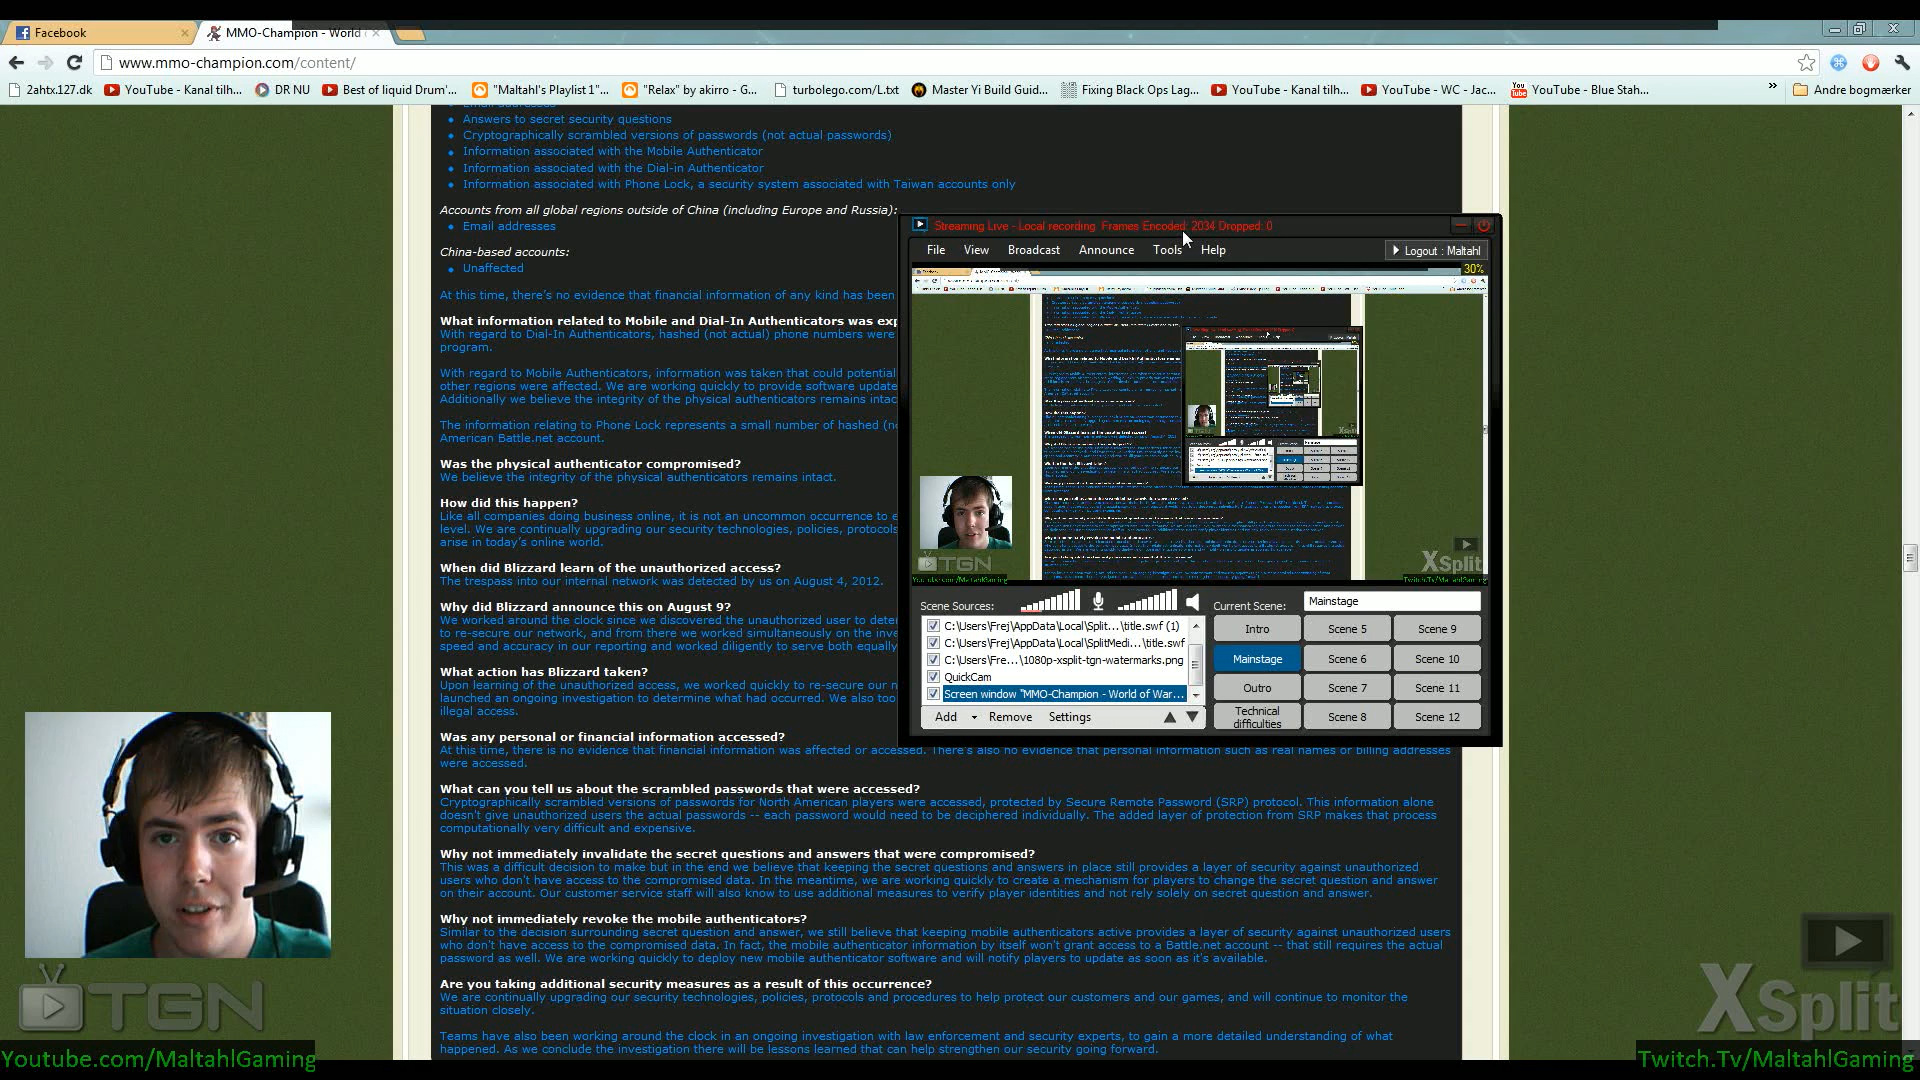 Facebook
MMO-Champion - World
www.mmo-champion.com/content/
2ahtx.127.dk
YouTube - Kanal tilh...
DR NU
Best of liquid Drum'...
"Maltahl's Playlist 1"...
"Relax" by akirro - G...
turbolego.com/L.txt
Master Yi Build Guid...
Fixing Black Ops Lag...
YouTube - Kanal tilh...
YouTube - WC - Jac...
YouTube - Blue Stah...
»
Andre bogmærker
Email addresses
Answers to secret security questions
Cryptographically scrambled versions of passwords (not actual passwords)
Information associated with the Mobile Authenticator
Information associated with the Dial-in Authenticator
Information associated with Phone Lock, a security system associated with Taiwan accounts only
Accounts from all global regions outside of China (including Europe and Russia):
Email addresses
China-based accounts:
Unaffected
At this time, there's no evidence that financial information of any kind has been
What information related to Mobile and Dial-In Authenticators was exp
With regard to Dial-In Authenticators, hashed (not actual) phone numbers were
program.
With regard to Mobile Authenticators, information was taken that could potential
other regions were affected. We are working quickly to provide software update
Additionally we believe the integrity of the physical authenticators remains intac
The information relating to Phone Lock represents a small number of hashed (no
American Battle.net account.
Was the physical authenticator compromised?
We believe the integrity of the physical authenticators remains intact.
How did this happen?
Like all companies doing business online, it is not an uncommon occurrence to e
level. We are continually upgrading our security technologies, policies, protocols
arise in today's online world.
When did Blizzard learn of the unauthorized access?
The trespass into our internal network was detected by us on August 4, 2012.
Why did Blizzard announce this on August 9?
We worked around the clock since we discovered the unauthorized user to dete
to re-secure our network, and from there we worked simultaneously on the inve
speed and accuracy in our reporting and worked diligently to serve both equally
What action has Blizzard taken?
Upon learning of the unauthorized access, we worked quickly to re-secure our n
launched an ongoing investigation to determine what had occurred. We also too
illegal access.
Was any personal or financial information accessed?
At this time, there is no evidence that financial information was affected or accessed. There's also no evidence that personal information such as real names or billing addresses
were accessed.
What can you tell us about the scrambled passwords that were accessed?
Cryptographically scrambled versions of passwords for North American players were accessed, protected by Secure Remote Password (SRP) protocol. This information alone
doesn't give unauthorized users the actual passwords -- each password would need to be deciphered individually. The added layer of protection from SRP makes that process
computationally very difficult and expensive.
Why not immediately invalidate the secret questions and answers that were compromised?
This was a difficult decision to make but in the end we believe that keeping the secret questions and answers in place still provides a layer of security against unauthorized
users who don't have access to the compromised data. In the meantime, we are working quickly to create a mechanism for players to change the secret question and answer
on their account. Our customer service staff will also know to use additional measures to verify player identities and not rely solely on secret question and answer.
Why not immediately revoke the mobile authenticators?
Similar to the decision surrounding secret question and answer, we still believe that keeping mobile authenticators active provides a layer of security against unauthorized users
who don't have access to the compromised data. In fact, the mobile authenticator information by itself won't grant access to a Battle.net account -- that still requires the actual
password as well. We are working quickly to deploy new mobile authenticator software and will notify players to update as soon as it's available.
Are you taking additional security measures as a result of this occurrence?
We are continually upgrading our security technologies, policies, protocols and procedures to help protect our customers and our games, and will continue to monitor the
situation closely.
Teams have also been working around the clock in an ongoing investigation with law enforcement and security experts, to gain a more detailed understanding of what
happened. As we conclude the investigation there will be lessons learned that can help strengthen our security going forward.
Streaming Live - Local recording Frames Encoded: 2034 Dropped: 0
File
View
Broadcast
Announce
Tools
Help
Logout : Maltahl
30%
TGN
Youtube.com/MaltahlGaming
XSplit
Twitch.Tv/MaltahlGaming
Scene Sources:
C:\Users\Frej\AppData\Local\Split...\title.swf (1)
C:\Users\Frej\AppData\Local\SplitMedi...\title.swf
C:\Users\Fre...\1080p-xsplit-tgn-watermarks.png
QuickCam
Screen window "MMO-Champion - World of War...
Add
Remove
Settings
Current Scene:
Mainstage
Intro
Scene 5
Scene 9
Mainstage
Scene 6
Scene 10
Outro
Scene 7
Scene 11
Technical
difficulties
Scene 8
Scene 12
TGN
Youtube.com/MaltahlGaming
XSplit
Twitch.Tv/MaltahlGaming